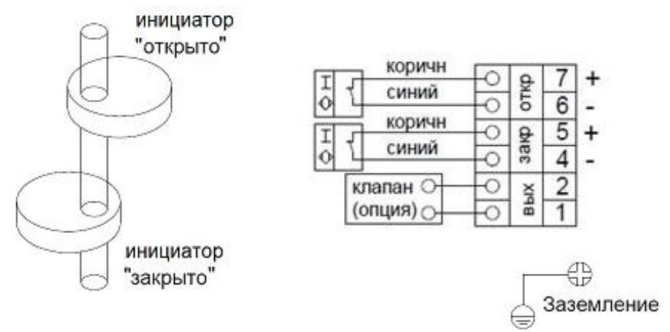 инициатор
"открыто"
инициатор
"закрыто"
коричн
синий
коричн
синий
клапан
(опция)
откр
закр
вых
7 +
6 -
5 +
4 -
2
1
Заземление